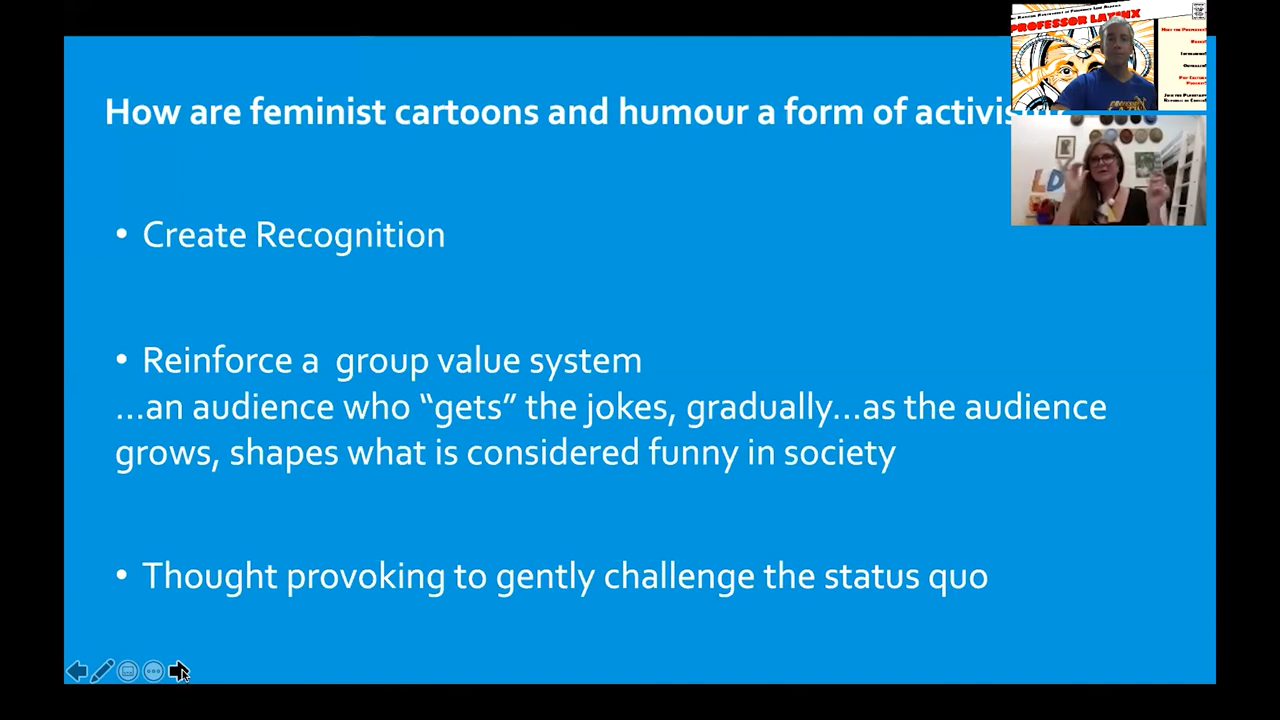 PROFESSOR LATINX
How are feminist cartoons and humour a form of
• Create Recognition
• Reinforce a  group value system
...an audience who “gets” the jokes, gradually...as the audience
grows, shapes what is considered funny in society
• Thought provoking to gently challenge the status quo
LD